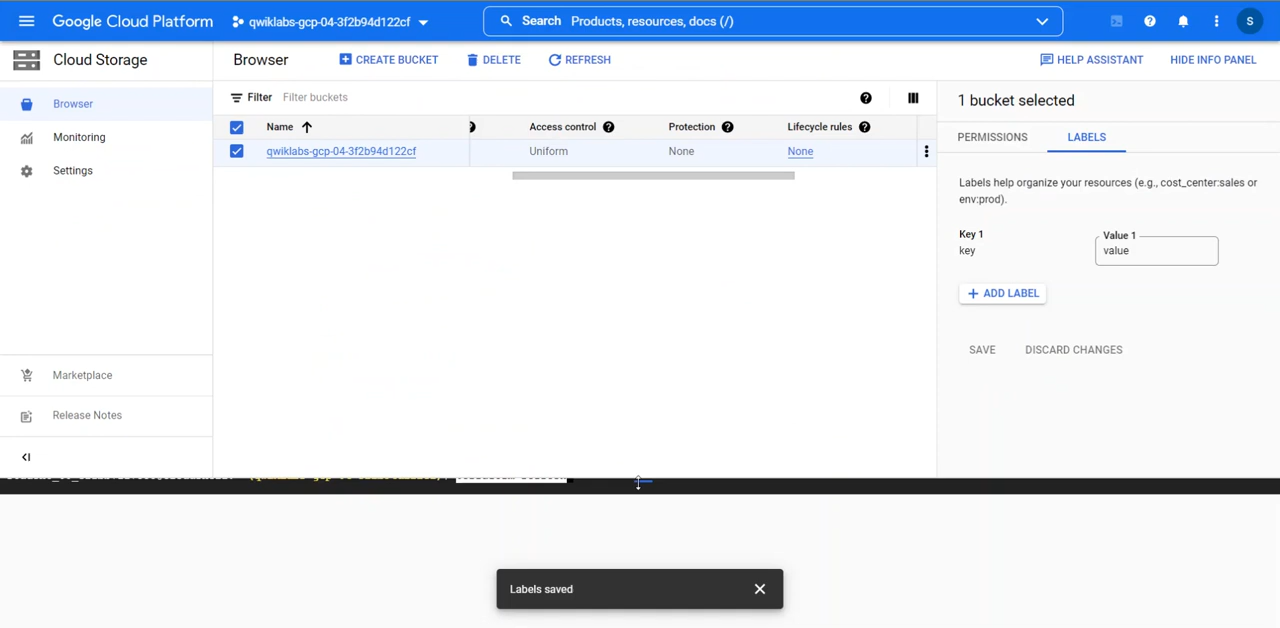 Google Cloud Platform
qwiklabs-gcp-04-3f2b94d122cf
Search Products, resources, docs (/)
S
Cloud Storage
Browser
CREATE BUCKET
DELETE
REFRESH
HELP ASSISTANT
HIDE INFO PANEL
Browser
Monitoring
Settings
Marketplace
Release Notes
Filter Filter buckets
Name
Access control
Protection
Lifecycle rules
qwiklabs-gcp-04-3f2b94d122cf
Uniform
None
None
1 bucket selected
PERMISSIONS
LABELS
Labels help organize your resources (e.g., cost_center:sales or
env:prod).
Key 1
key
Value 1
value
ADD LABEL
SAVE
DISCARD CHANGES
Labels saved